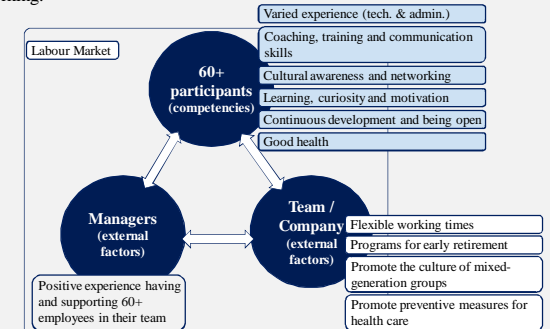 Varied experience (tech. & admin.)
Labour Market
Coaching, training and communication
skills
60+
participants
(competencies)
Cultural awareness and networking
Learning, curiosity and motivation
Continuous development and being open
Good health
Managers
(external
factors)
Team /
Company
(external
factors)
Flexible working times
Programs for early retirement
Promote the culture of mixed-
generation groups
Promote preventive measures for
health care
Positive experience having
and supporting 60+
employees in their team